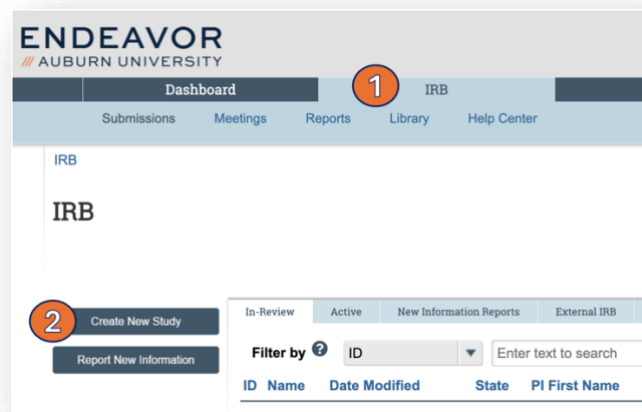 ENDEAVOR
/// AUBURN UNIVERSITY
Dashboard 1 IRB
Submissions Meetings Reports Library Help Center
IRB
IRB
2 Create New Study
Report New Information
In-Review Active New Information Reports External IRB
Filter by ? ID Enter text to search
ID Name Date Modified State PI First Name